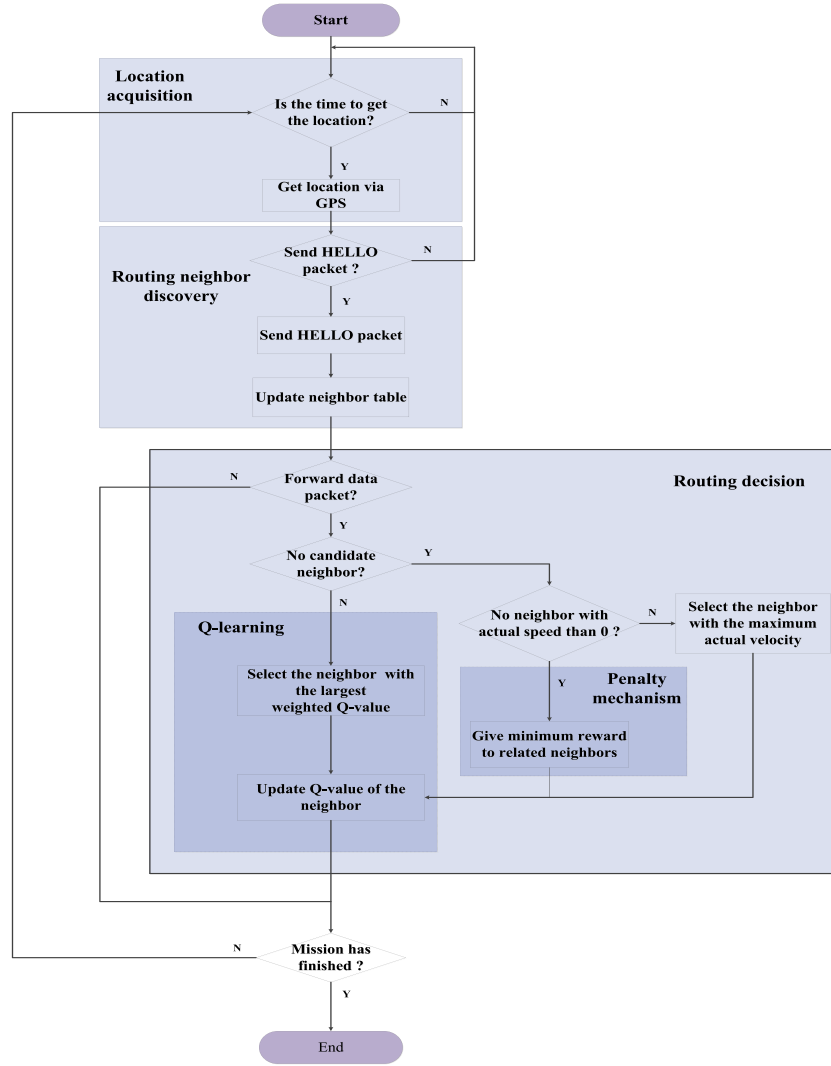 Start
Location
acquisition
Is the time to get
the location?
N
Y
Get location via
GPS
Send HELLO
packet ?
N
Routing neighbor
discovery
Y
Send HELLO packet
Update neighbor table
N
Forward data
packet?
Routing decision
Y
No candidate
neighbor?
Y
N
No neighbor with
actual speed than 0 ?
N
Select the neighbor
with the maximum
actual velocity
Q-learning
Select the neighbor with
the largest
weighted Q-value
Y
Penalty
mechanism
Give minimum reward
to related neighbors
Update Q-value of the
neighbor
N
Mission has
finished ?
Y
End